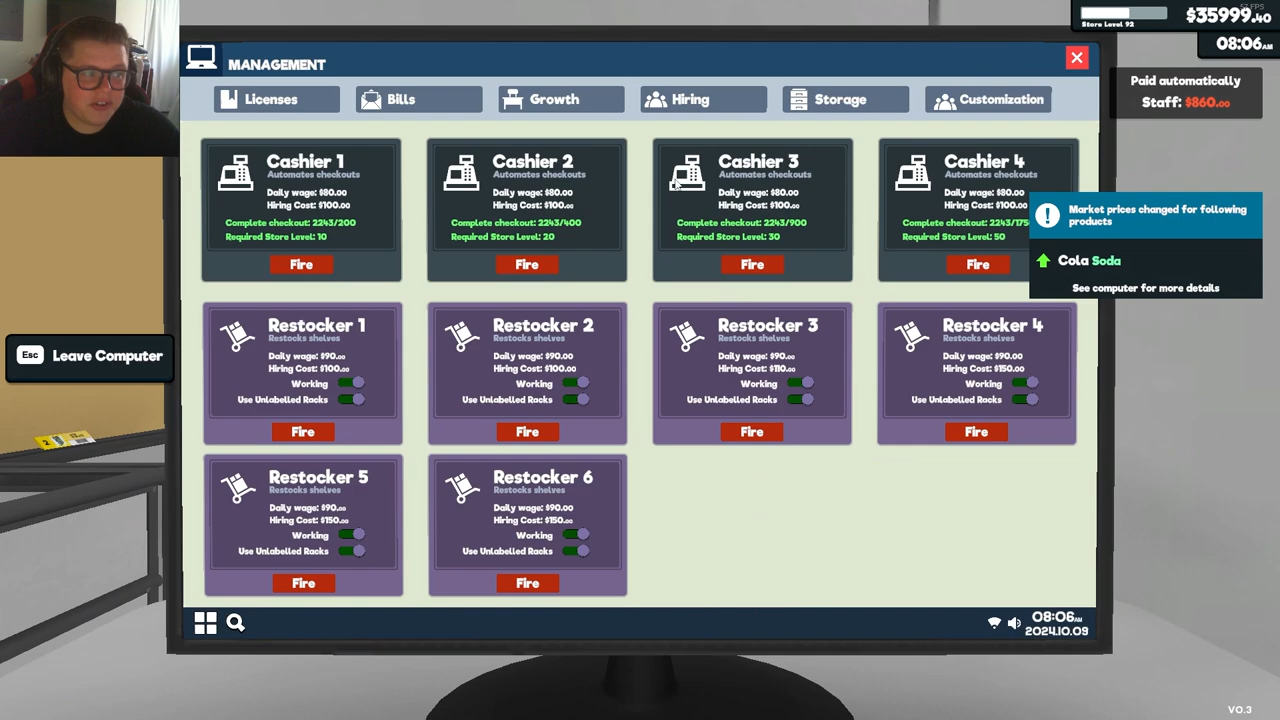 57 FPS
Store Level 92
$35999.40
08:06AM
Paid automatically
Staff: $860.00
MANAGEMENT
Licenses
Bills
Growth
Hiring
Storage
Customization
Cashier 1
Automates checkouts
Daily wage: $80.00
Hiring Cost: $100.00
Complete checkout: 2243/200
Required Store Level: 10
Fire
Cashier 2
Automates checkouts
Daily wage: $80.00
Hiring Cost: $100.00
Complete checkout: 2243/400
Required Store Level: 20
Fire
Cashier 3
Automates checkouts
Daily wage: $80.00
Hiring Cost: $100.00
Complete checkout: 2243/900
Required Store Level: 30
Fire
Cashier 4
Automates checkouts
Daily wage: $80.00
Hiring Cost: $100.00
Complete checkout: 2243/175
Required Store Level: 50
Fire
Market prices changed for following
products
Cola Soda
See computer for more details
Esc Leave Computer
Restocker 1
Restocks shelves
Daily wage: $90.00
Hiring Cost: $100.00
Working
Use Unlabelled Racks
Fire
Restocker 2
Restocks shelves
Daily wage: $90.00
Hiring Cost: $100.00
Working
Use Unlabelled Racks
Fire
Restocker 3
Restocks shelves
Daily wage: $90.00
Hiring Cost: $110.00
Working
Use Unlabelled Racks
Fire
Restocker 4
Restocks shelves
Daily wage: $90.00
Hiring Cost: $150.00
Working
Use Unlabelled Racks
Fire
Restocker 5
Restocks shelves
Daily wage: $90.00
Hiring Cost: $150.00
Working
Use Unlabelled Racks
Fire
Restocker 6
Restocks shelves
Daily wage: $90.00
Hiring Cost: $150.00
Working
Use Unlabelled Racks
Fire
08:06AM
2024.10.09
V0.3